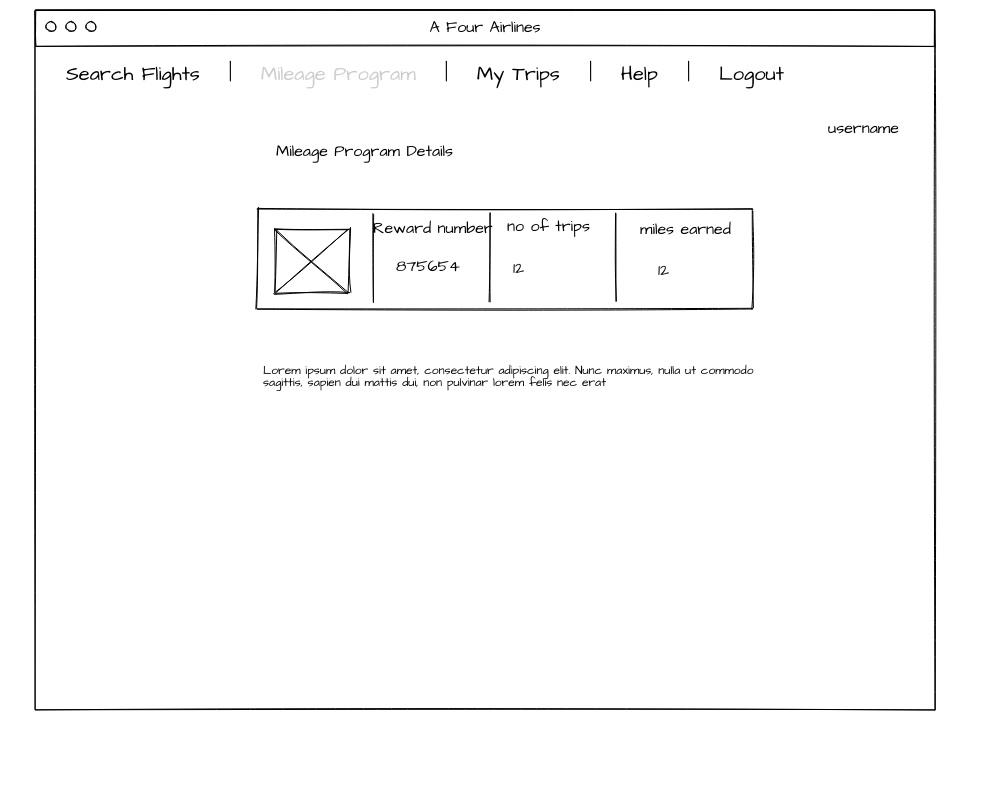 A Four Airlines
Search Flights | Mileage Program | My Trips | Help | Logout
username
Mileage Program Details
Reward number no of trips miles earned
875654 12 12
Lorem ipsum dolor sit amet, consectetur adipiscing elit. Nunc maximus, nulla ut commodo
sagittis, sapien dui mattis dui, non pulvinar lorem felis nec erat